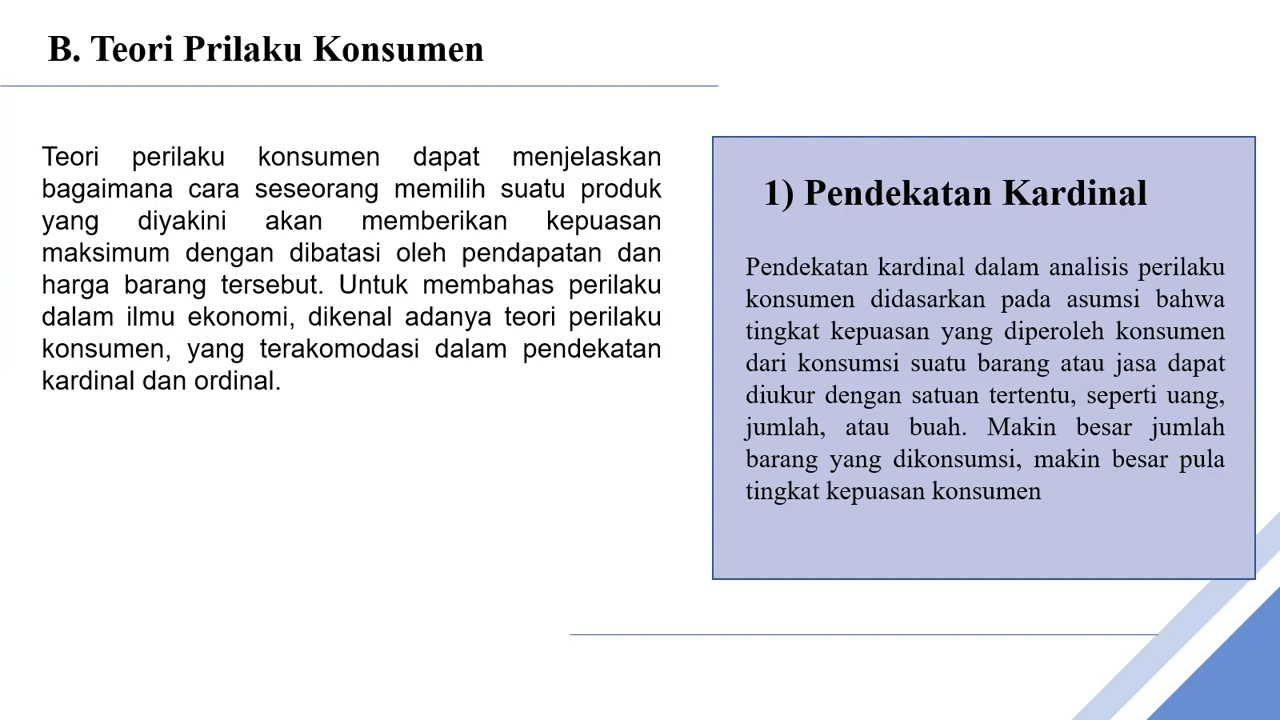 B. Teori Prilaku Konsumen
Teori perilaku konsumen dapat menjelaskan
bagaimana cara seseorang memilih suatu produk
yang diyakini akan memberikan kepuasan
maksimum dengan dibatasi oleh pendapatan dan
harga barang tersebut. Untuk membahas perilaku
dalam ilmu ekonomi, dikenal adanya teori perilaku
konsumen, yang terakomodasi dalam pendekatan
kardinal dan ordinal.
1) Pendekatan Kardinal
Pendekatan kardinal dalam analisis perilaku
konsumen didasarkan pada asumsi bahwa
tingkat kepuasan yang diperoleh konsumen
dari konsumsi suatu barang atau jasa dapat
diukur dengan satuan tertentu, seperti uang,
jumlah, atau buah. Makin besar jumlah
barang yang dikonsumsi, makin besar pula
tingkat kepuasan konsumen